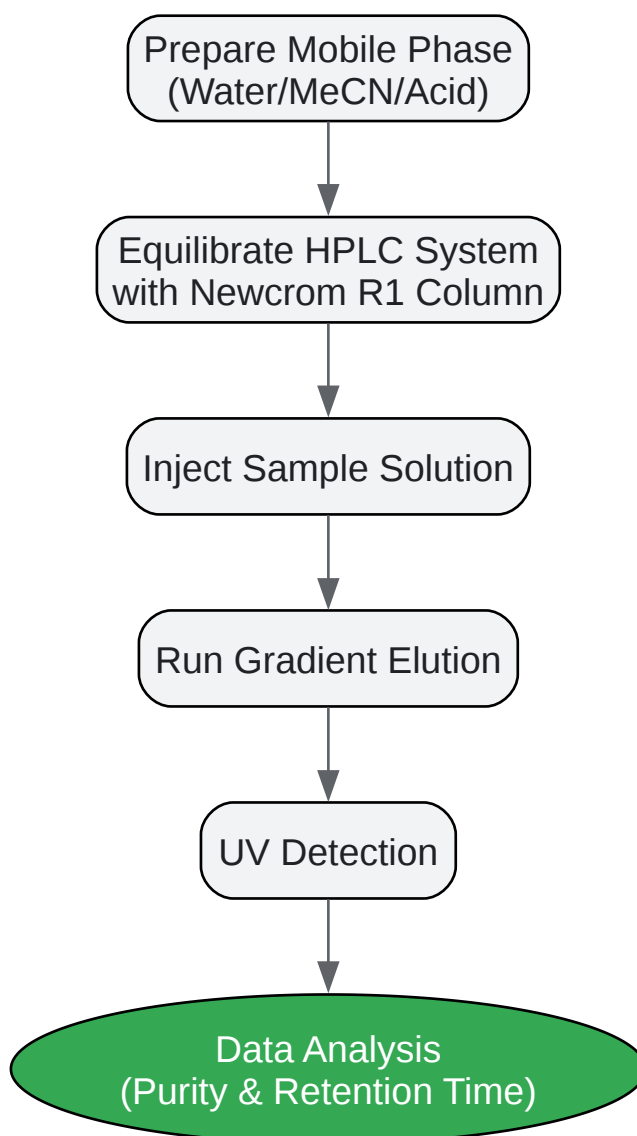 Prepare Mobile Phase
(Water/MeCN/Acid)
Equilibrate HPLC System
with Newcrom R1 Column
Inject Sample Solution
Run Gradient Elution
UV Detection
Data Analysis
(Purity & Retention Time)